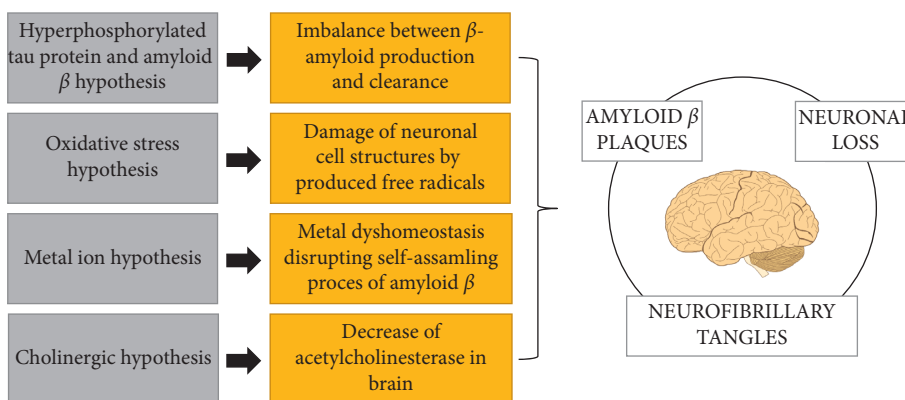 Hyperphosphorylated
tau protein and amyloid
β hypothesis
Imbalance between β-
amyloid production
and clearance
Oxidative stress
hypothesis
Damage of neuronal
cell structures by
produced free radicals
Metal ion hypothesis
Metal dyshomeostasis
disrupting self-assamling
proces of amyloid β
Cholinergic hypothesis
Decrease of
acetylcholinesterase in
brain
AMYLOID β
PLAQUES
NEURONAL
LOSS
NEUROFIBRILLARY
TANGLES